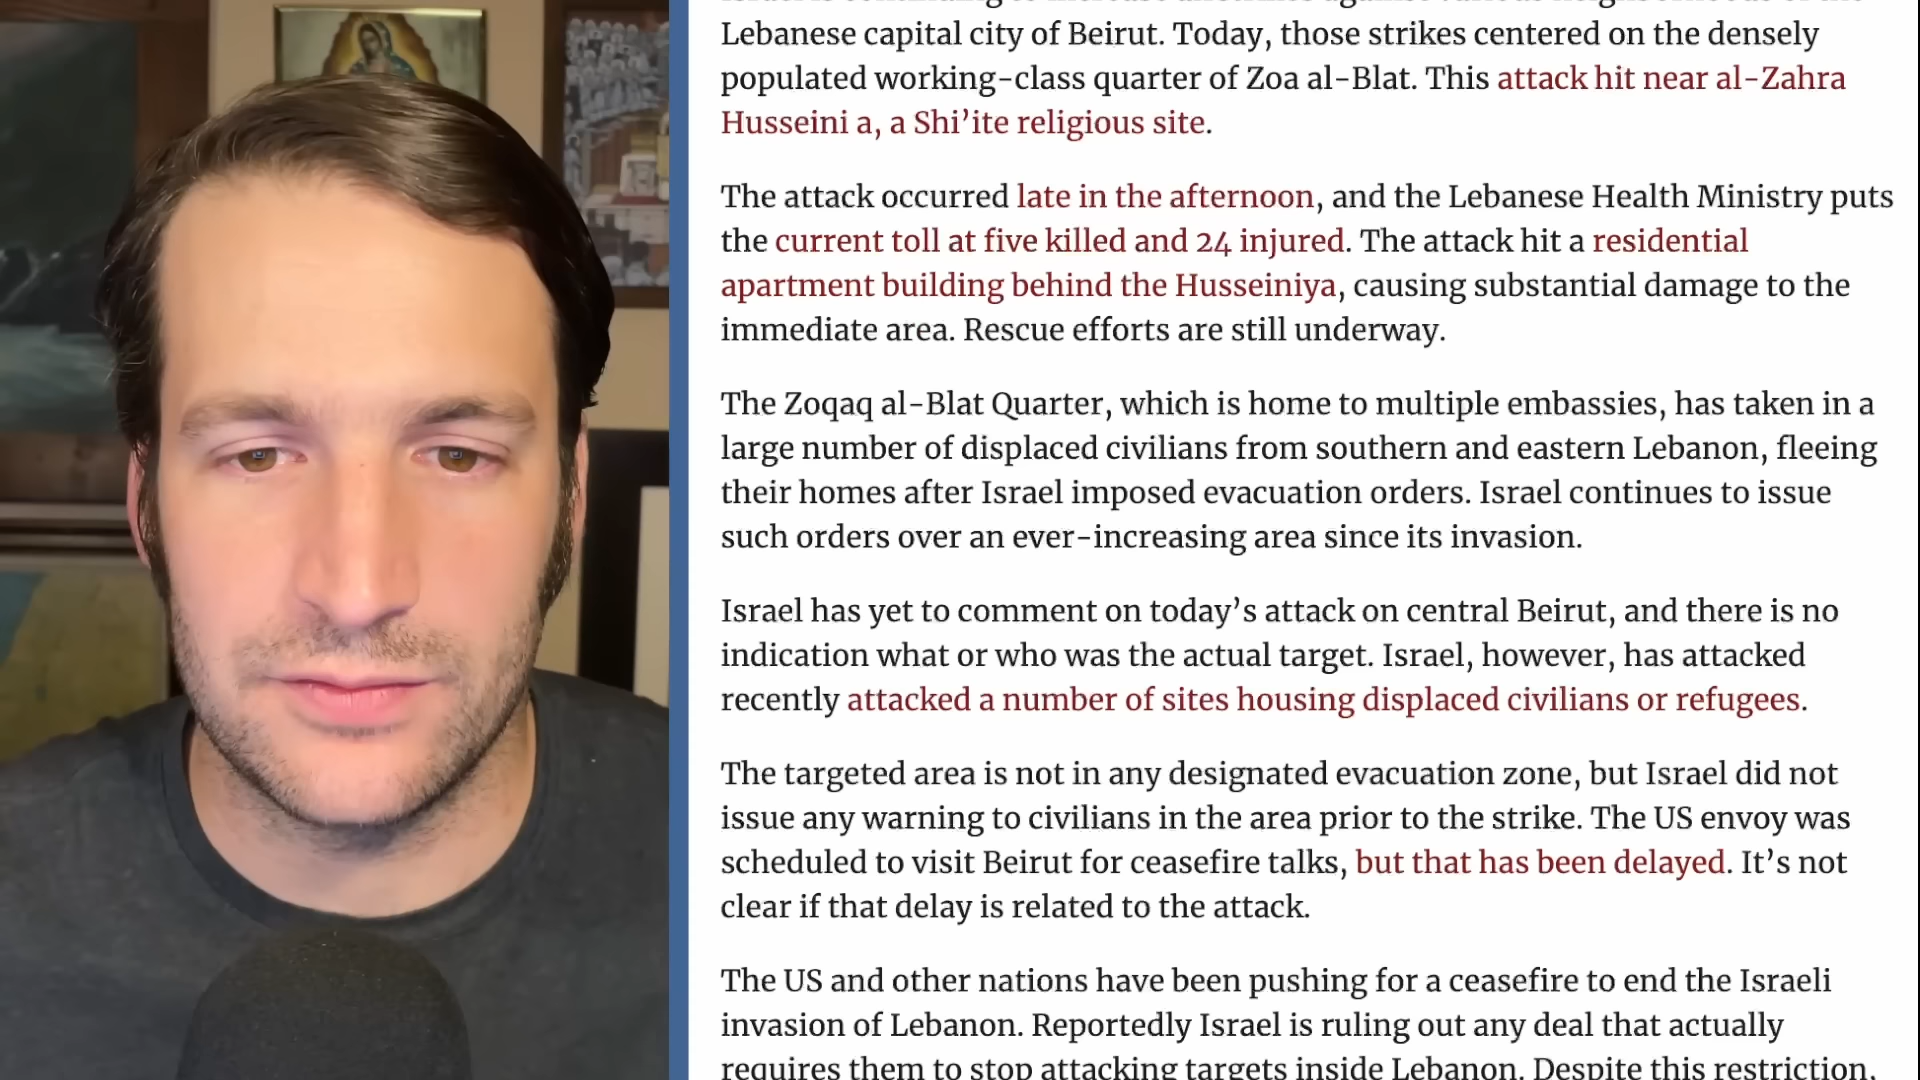 Lebanese capital city of Beirut. Today, those strikes centered on the densely
populated working-class quarter of Zoa al-Blat. This attack hit near al-Zahra
Husseini a, a Shi’ite religious site.
The attack occurred late in the afternoon, and the Lebanese Health Ministry puts
the current toll at five killed and 24 injured. The attack hit a residential
apartment building behind the Husseiniya, causing substantial damage to the
immediate area. Rescue efforts are still underway.
The Zoqaq al-Blat Quarter, which is home to multiple embassies, has taken in a
large number of displaced civilians from southern and eastern Lebanon, fleeing
their homes after Israel imposed evacuation orders. Israel continues to issue
such orders over an ever-increasing area since its invasion.
Israel has yet to comment on today’s attack on central Beirut, and there is no
indication what or who was the actual target. Israel, however, has attacked
recently attacked a number of sites housing displaced civilians or refugees.
The targeted area is not in any designated evacuation zone, but Israel did not
issue any warning to civilians in the area prior to the strike. The US envoy was
scheduled to visit Beirut for ceasefire talks, but that has been delayed. It’s not
clear if that delay is related to the attack.
The US and other nations have been pushing for a ceasefire to end the Israeli
invasion of Lebanon. Reportedly Israel is ruling out any deal that actually
requires them to stop attacking targets inside Lebanon. Despite this restriction,